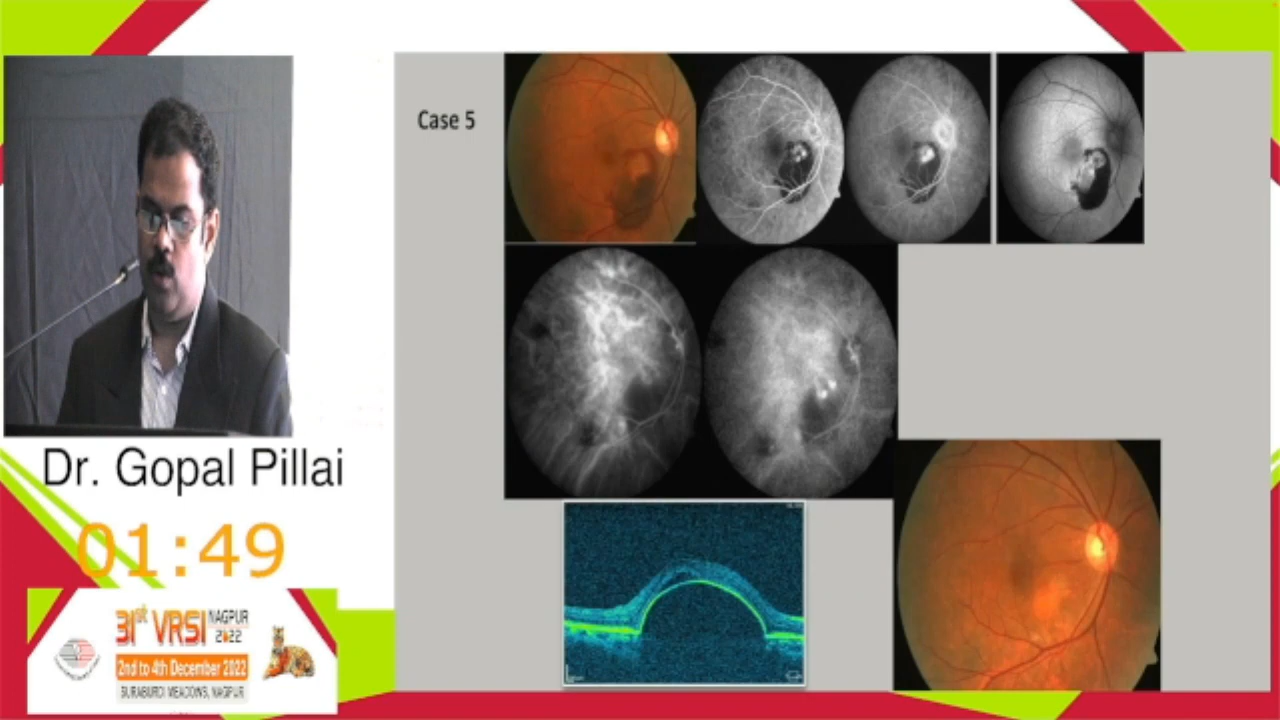 Case 5
Dr. Gopal Pillai
01:49
31st VRSI NAGPUR 2022
2nd to 4th December 2022
SURABURDI MEADOWS, NAGPUR